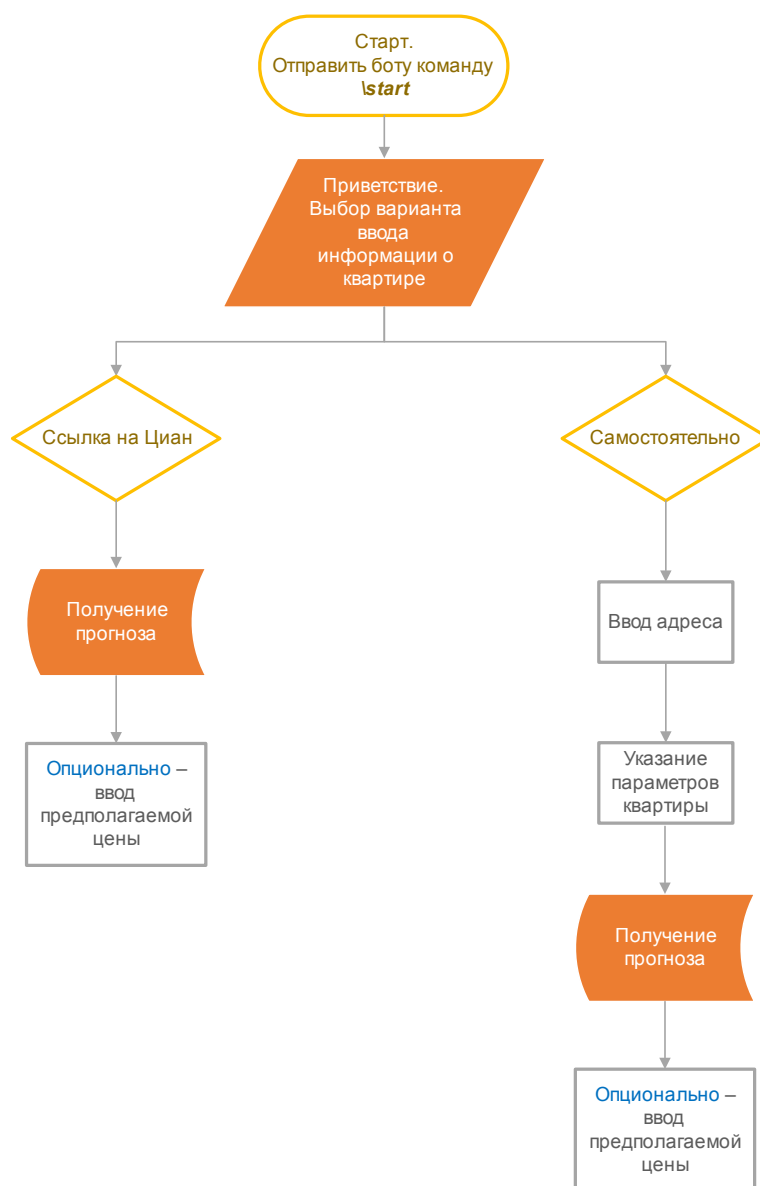 Старт.
Отправить боту команду
\start
Приветствие.
Выбор варианта
ввода
информации о
квартире
Ссылка на Циан
Самостоятельно
Получение
прогноза
Ввод адреса
Опционально –
ввод
предполагаемой
цены
Указание
параметров
квартиры
Получение
прогноза
Опционально –
ввод
предполагаемой
цены